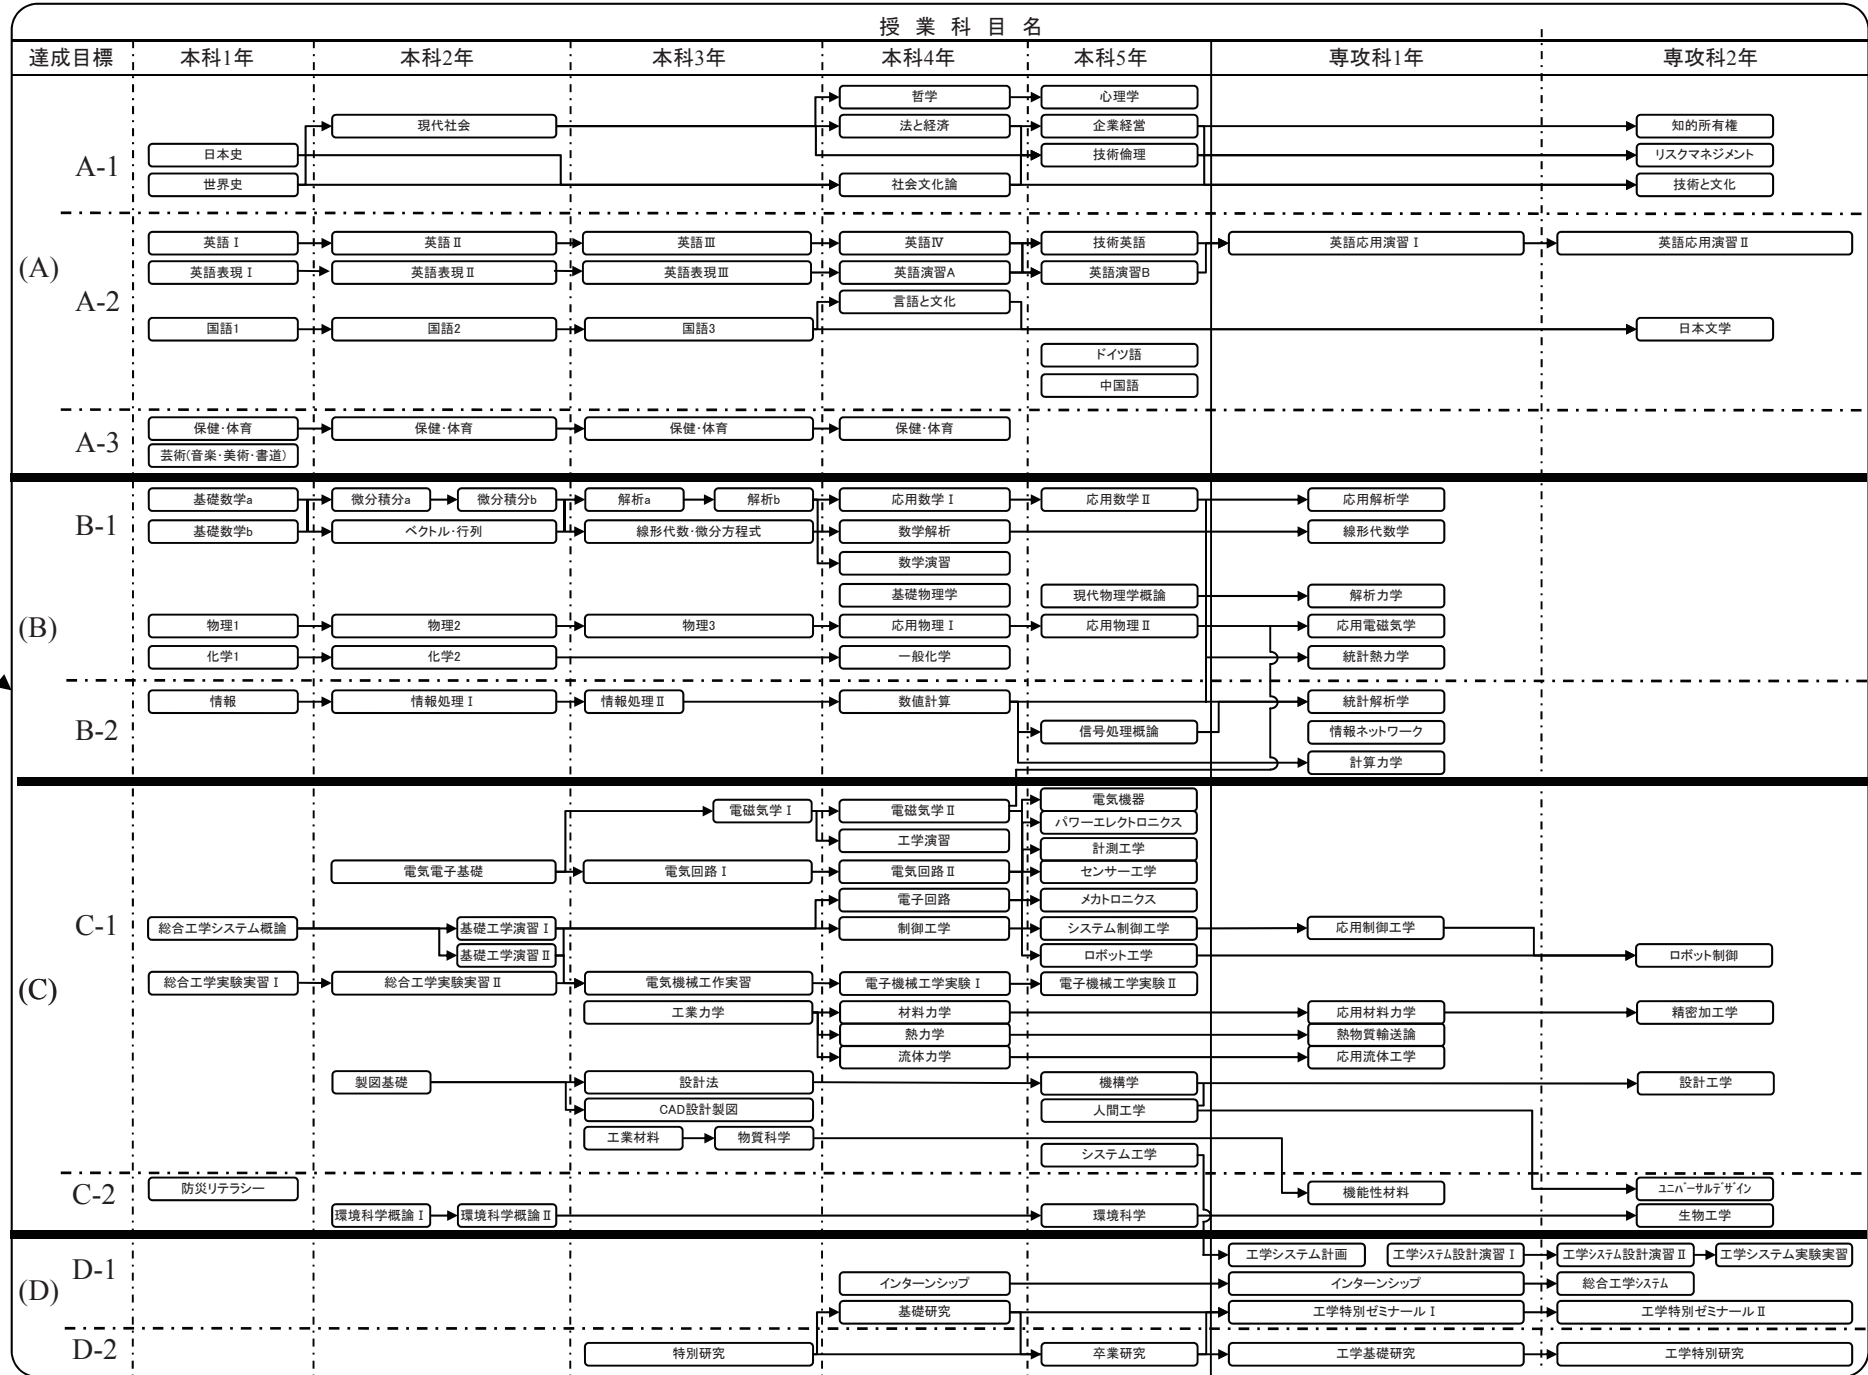 授業科目名
達成目標 本科1年 本科2年 本科3年 本科4年 本科5年 専攻科1年 専攻科2年
哲学 心理学
現代社会 法と経済 企業経営 知的所有権
日本史 技術倫理 リスクマネジメント
A-1
世界史 社会文化論 技術と文化
英語Ⅰ 英語Ⅱ 英語Ⅲ 英語Ⅳ 技術英語 英語応用演習Ⅰ 英語応用演習Ⅱ
(A)
英語表現Ⅰ 英語表現Ⅱ 英語表現Ⅲ 英語演習A 英語演習B
A-2
言語と文化
国語1 国語2 国語3 日本文学
ドイツ語
中国語
保健・体育 保健・体育 保健・体育 保健・体育
A-3
芸術(音楽・美術・書道)
基礎数学a 微分積分a 微分積分b 解析a 解析b 応用数学Ⅰ 応用数学Ⅱ 応用解析学
B-1
基礎数学b ベクトル・行列 線形代数・微分方程式 数学解析 線形代数学
数学演習
基礎物理学 現代物理学概論 解析力学
(B)
物理1 物理2 物理3 応用物理Ⅰ 応用物理Ⅱ 応用電磁気学
化学1 化学2 一般化学 統計熱力学
情報 情報処理Ⅰ 情報処理Ⅱ 数値計算 統計解析学
B-2
信号処理概論 情報ネットワーク
計算力学
電気機器
電磁気学Ⅰ 電磁気学Ⅱ パワーエレクトロニクス
工学演習 計測工学
電気電子基礎 電気回路Ⅰ 電気回路Ⅱ センサー工学
電子回路 メカトロニクス
C-1
総合工学システム概論 基礎工学演習Ⅰ 制御工学 システム制御工学 応用制御工学
基礎工学演習Ⅱ ロボット工学 ロボット制御
(C)
総合工学実験実習Ⅰ 総合工学実験実習Ⅱ 電気機械工作実習 電子機械工学実験Ⅰ 電子機械工学実験Ⅱ
工業力学 材料力学 応用材料力学 精密加工学
熱力学 熱物質輸送論
流体力学 応用流体工学
製図基礎 設計法 機構学 設計工学
CAD設計製図 人間工学
工業材料 物質科学
システム工学
C-2
防災リテラシー 機能性材料 ユニバーサルデザイン
環境科学概論Ⅰ 環境科学概論Ⅱ 環境科学 生物工学
D-1
工学システム計画 工学システム設計演習Ⅰ 工学システム設計演習Ⅱ 工学システム実験実習
(D)
インターンシップ インターンシップ 総合工学システム
基礎研究 工学特別ゼミナールⅠ 工学特別ゼミナールⅡ
D-2
特別研究 卒業研究 工学基礎研究 工学特別研究